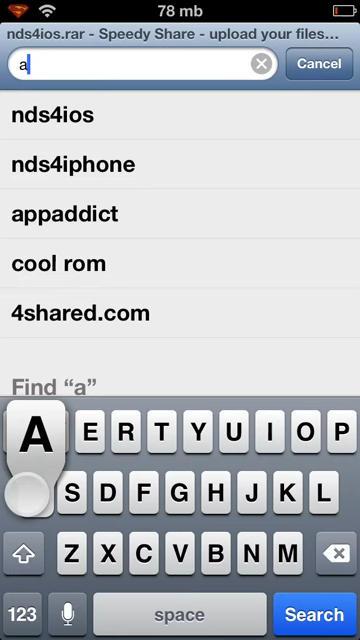 78 mb
nds4ios.rar - Speedy Share - upload your files...
a
Cancel
nds4ios
nds4iphone
appaddict
cool rom
4shared.com
Find “a”
A E R T Y U I O P
S D F G H J K L
Z X C V B N M
123 space Search